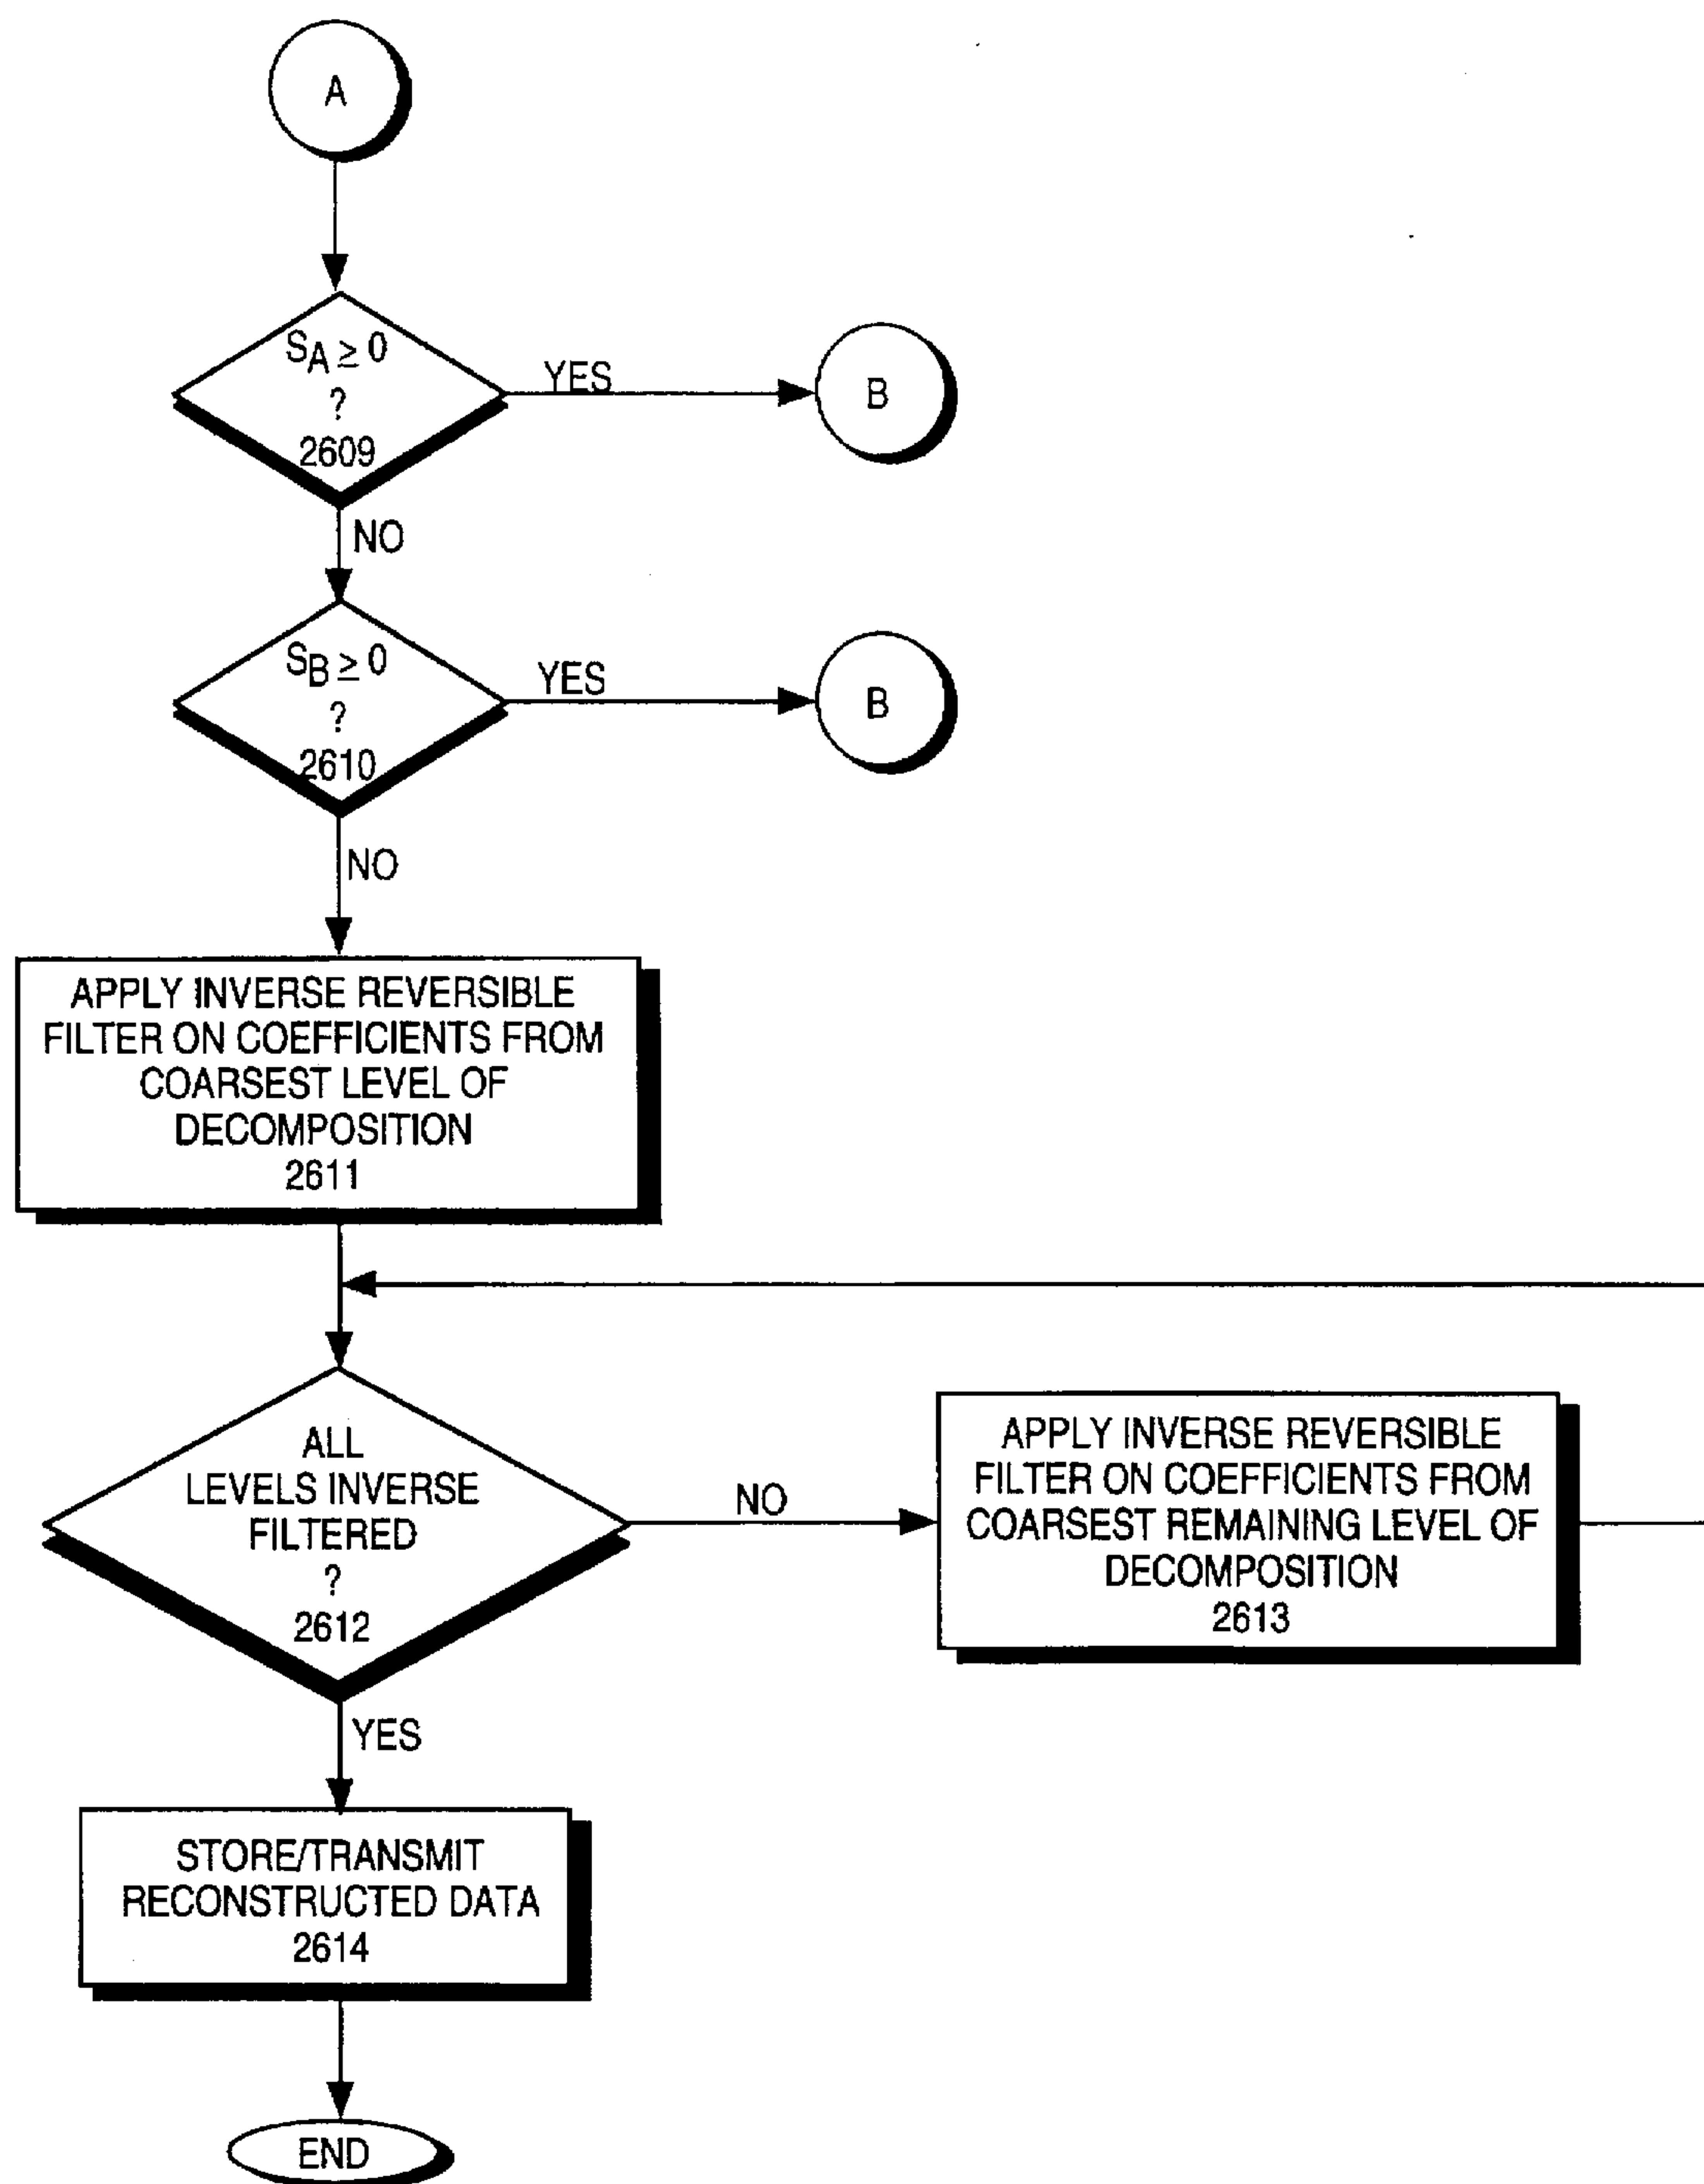 A
SA ≥ 0
?
2609
YES
B
NO
SB ≥ 0
?
2610
YES
B
NO
APPLY INVERSE REVERSIBLE
FILTER ON COEFFICIENTS FROM
COARSEST LEVEL OF
DECOMPOSITION
2611
ALL
LEVELS INVERSE
FILTERED
?
2612
NO
APPLY INVERSE REVERSIBLE
FILTER ON COEFFICIENTS FROM
COARSEST REMAINING LEVEL OF
DECOMPOSITION
2613
YES
STORE/TRANSMIT
RECONSTRUCTED DATA
2614
END